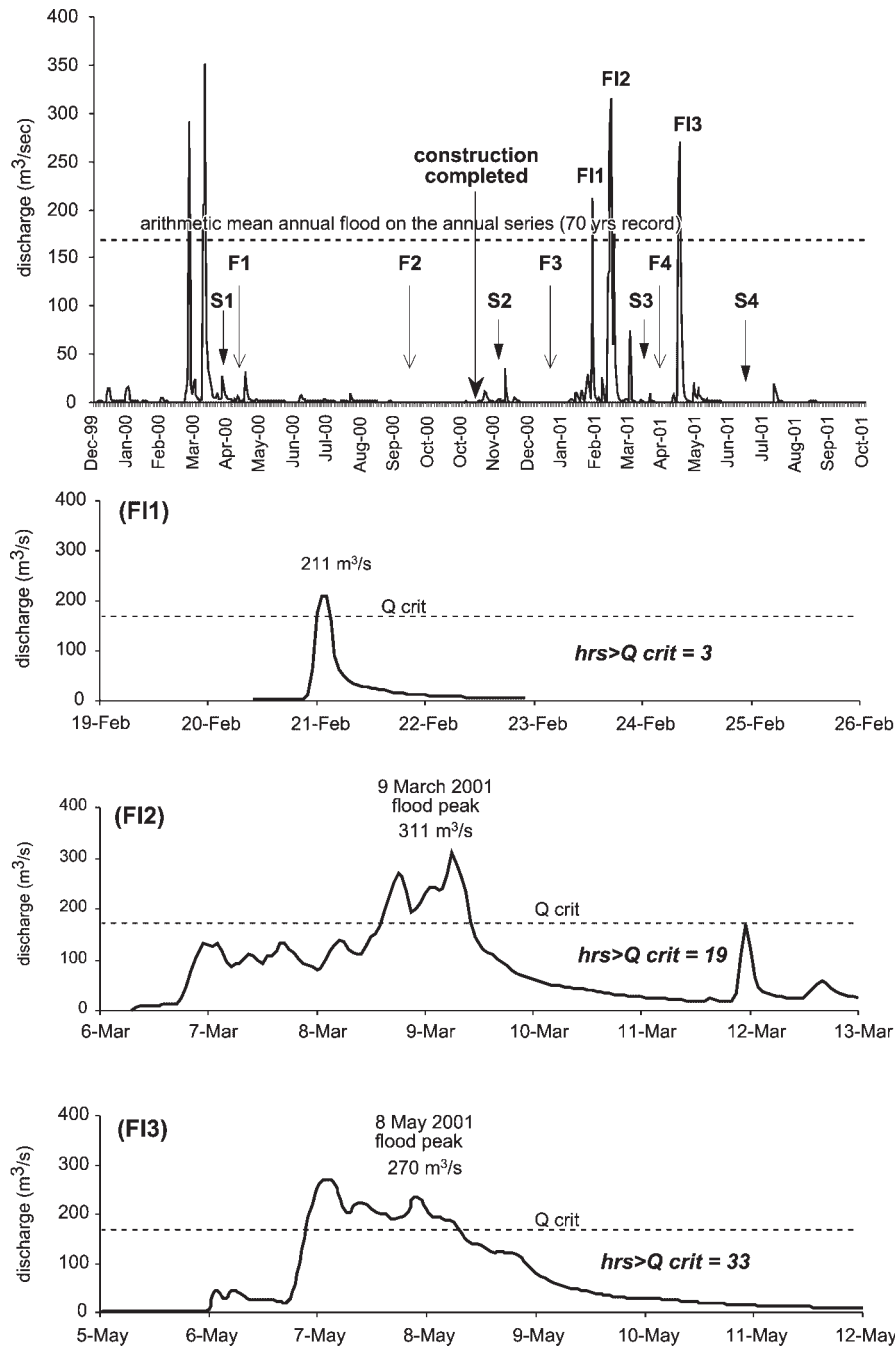 400
350
300
250
200
150
100
50
0
discharge (m³/sec)
FI2
FI3
construction
completed
FI1
arithmetic mean annual flood on the annual series (70 yrs record)
F1
F2
F3
F4
S1
S2
S3
S4
Dec-99
Jan-00
Feb-00
Mar-00
Apr-00
May-00
Jun-00
Jul-00
Aug-00
Sep-00
Oct-00
Oct-00
Nov-00
Dec-00
Jan-01
Feb-01
Mar-01
Apr-01
May-01
Jun-01
Jul-01
Aug-01
Sep-01
Oct-01
(FI1)
400
300
200
100
0
discharge (m³/s)
211 m³/s
Q crit
hrs>Q crit = 3
19-Feb 20-Feb 21-Feb 22-Feb 23-Feb 24-Feb 25-Feb 26-Feb
(FI2)
9 March 2001
flood peak
311 m³/s
400
300
200
100
0
discharge (m³/s)
Q crit
hrs>Q crit = 19
6-Mar 7-Mar 8-Mar 9-Mar 10-Mar 11-Mar 12-Mar 13-Mar
(FI3)
8 May 2001
flood peak
270 m³/s
400
300
200
100
0
discharge (m³/s)
Q crit
hrs>Q crit = 33
5-May 6-May 7-May 8-May 9-May 10-May 11-May 12-May